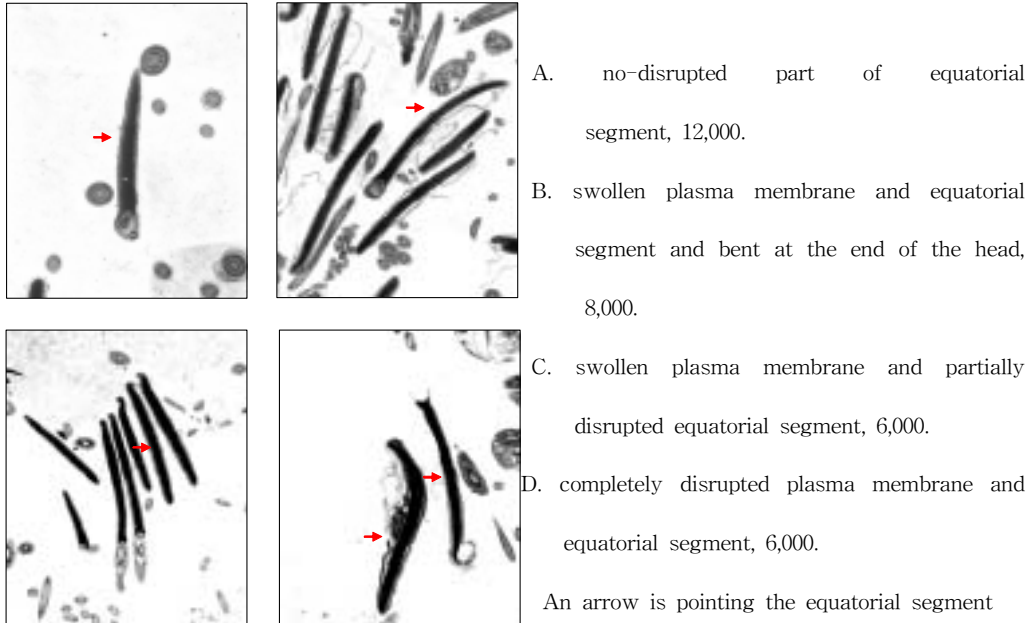 A. no-disrupted part of equatorial
segment, 12,000.
B. swollen plasma membrane and equatorial
segment and bent at the end of the head,
8,000.
C. swollen plasma membrane and partially
disrupted equatorial segment, 6,000.
D. completely disrupted plasma membrane and
equatorial segment, 6,000.
An arrow is pointing the equatorial segment